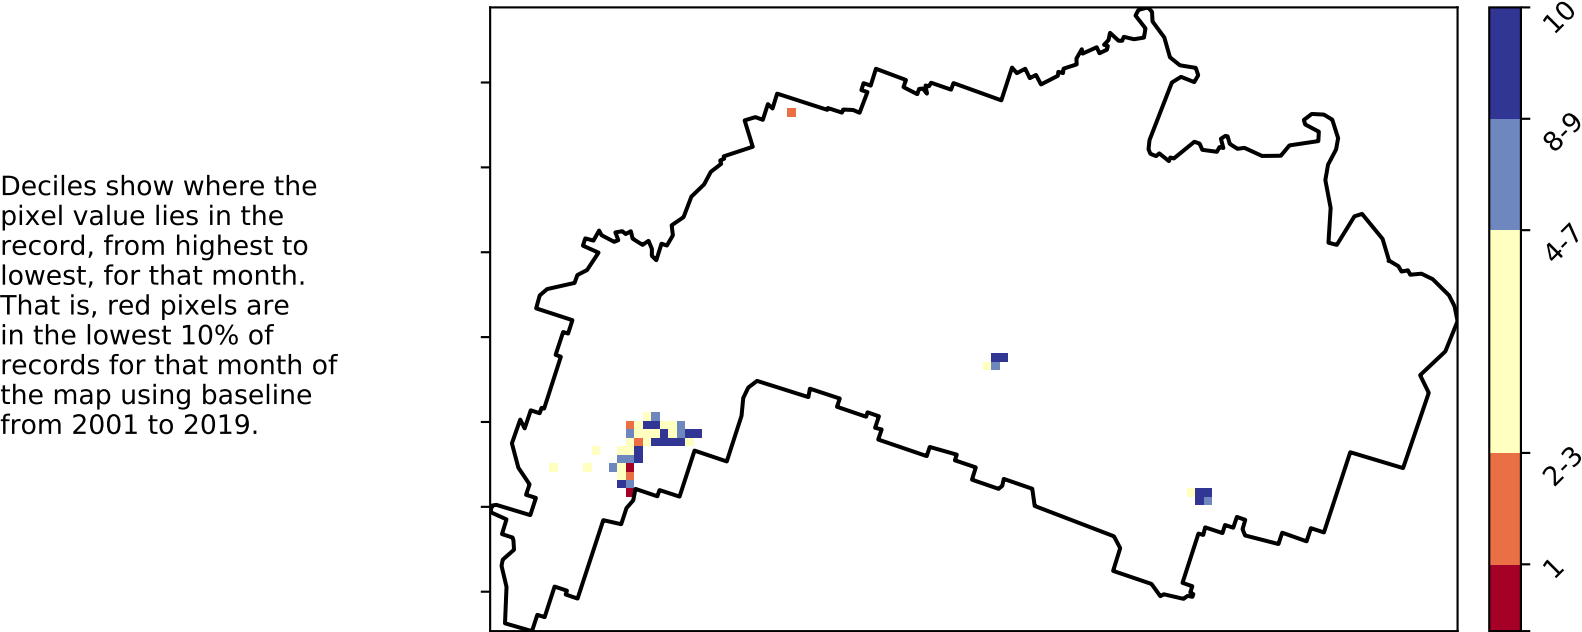 Deciles show where the
pixel value lies in the
record, from highest to
lowest, for that month.
That is, red pixels are
in the lowest 10% of
records for that month of
the map using baseline
from 2001 to 2019.
10
8-9
4-7
2-3
1